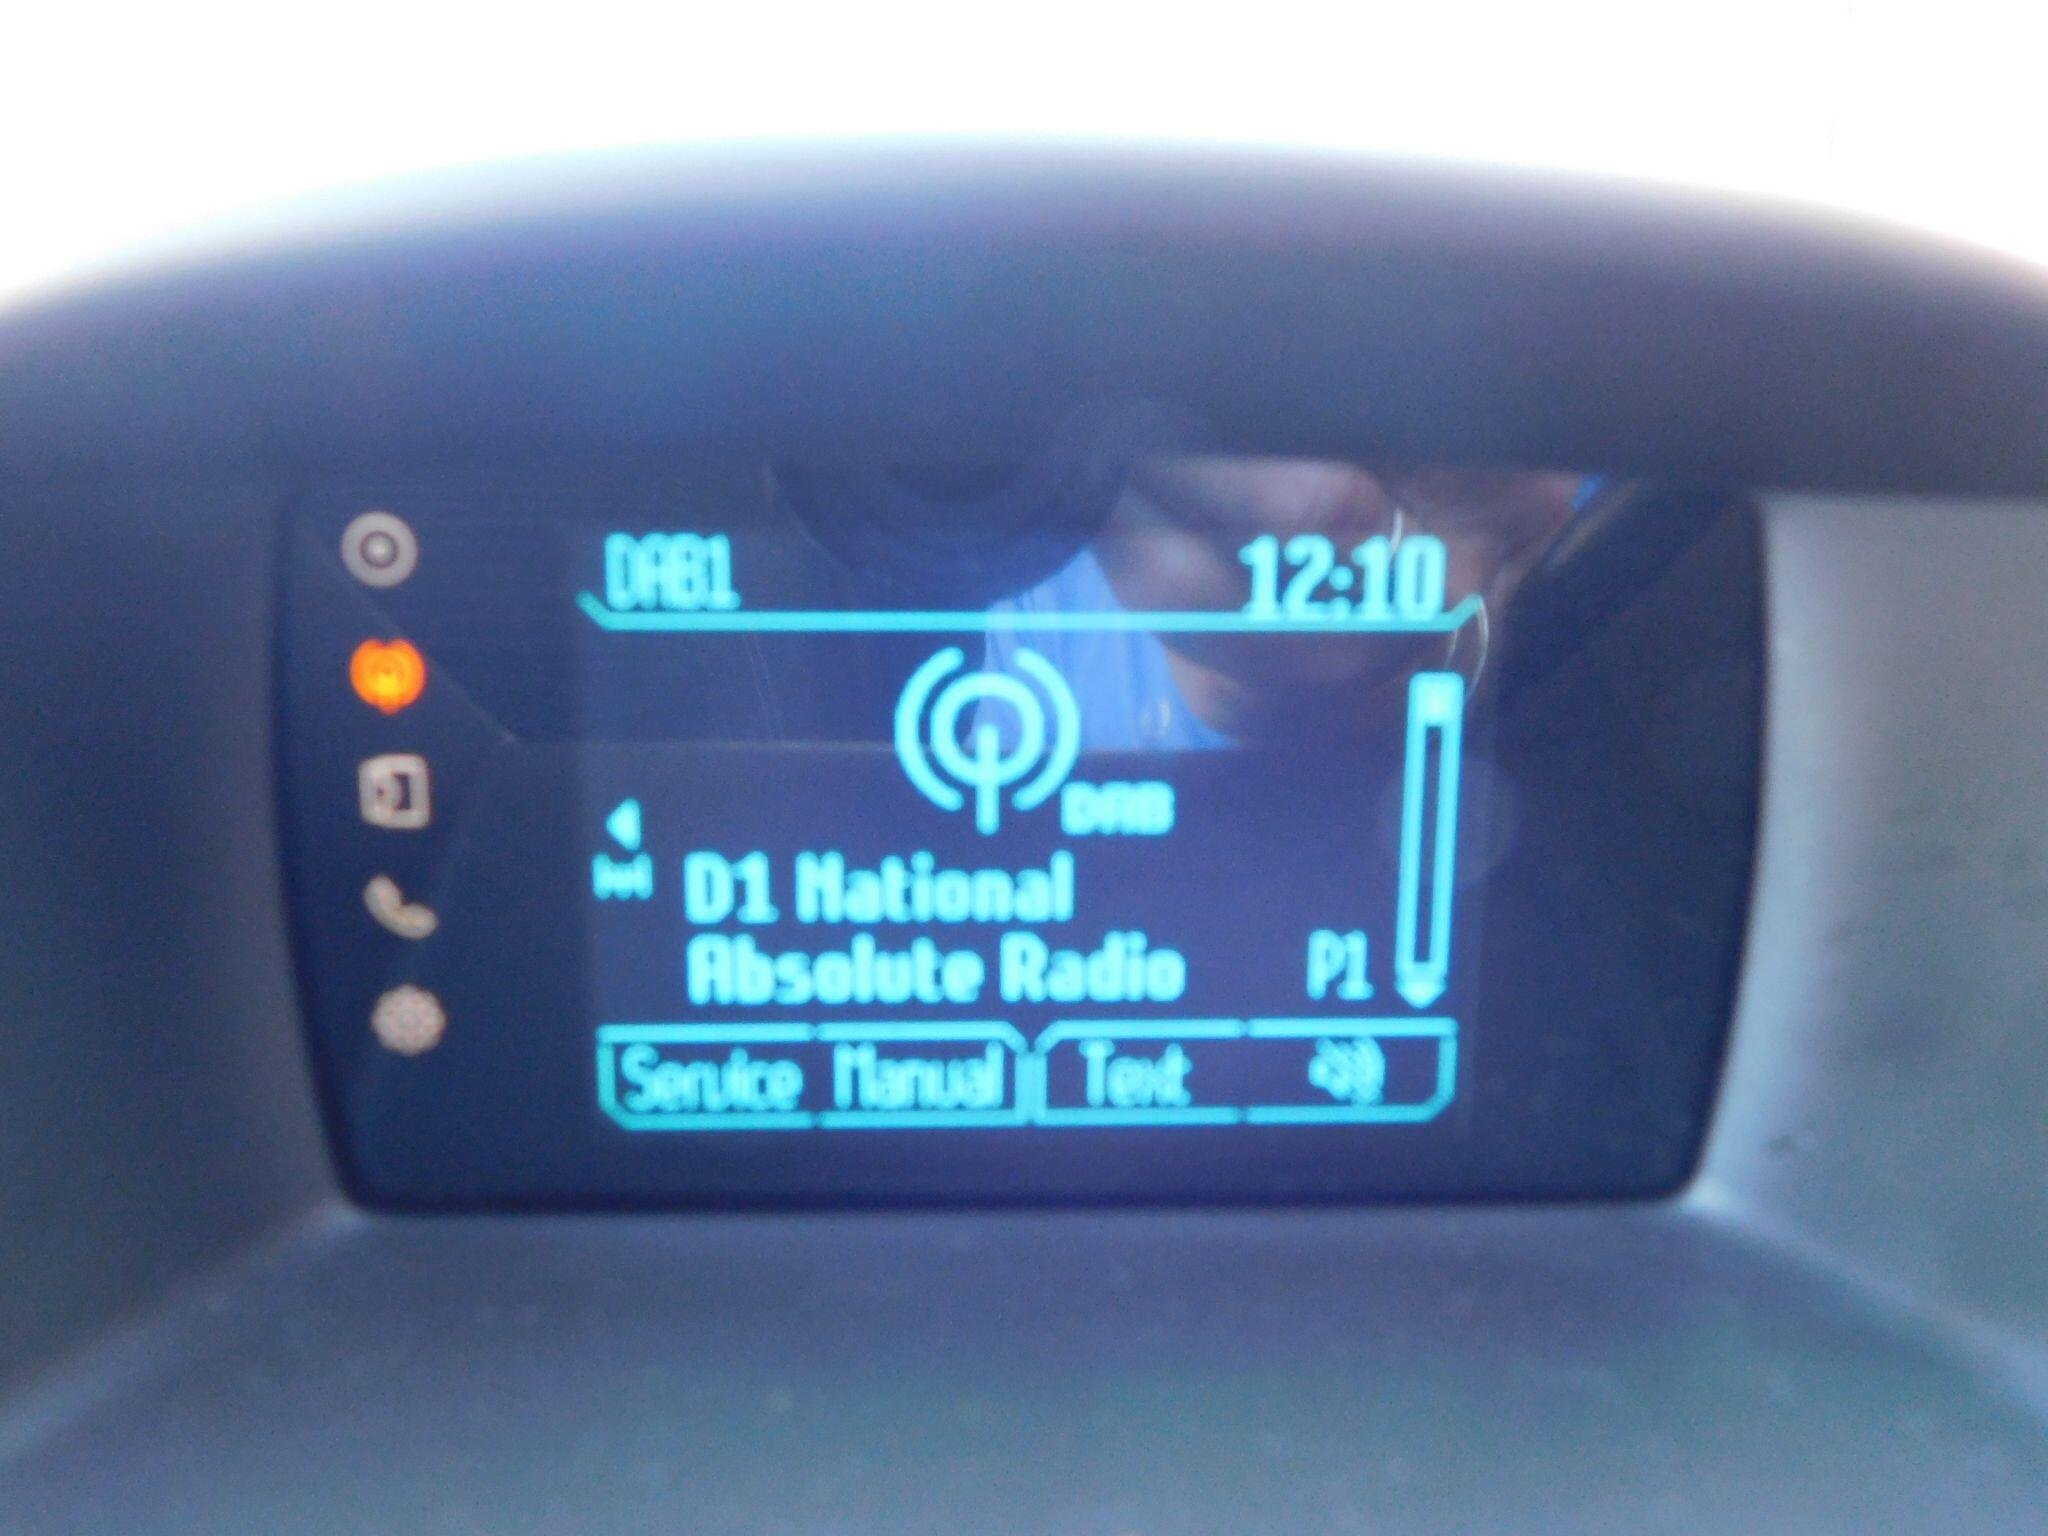 DAB1 12:10
DAB
D1 National
Absolute Radio P1
Service Manual Text